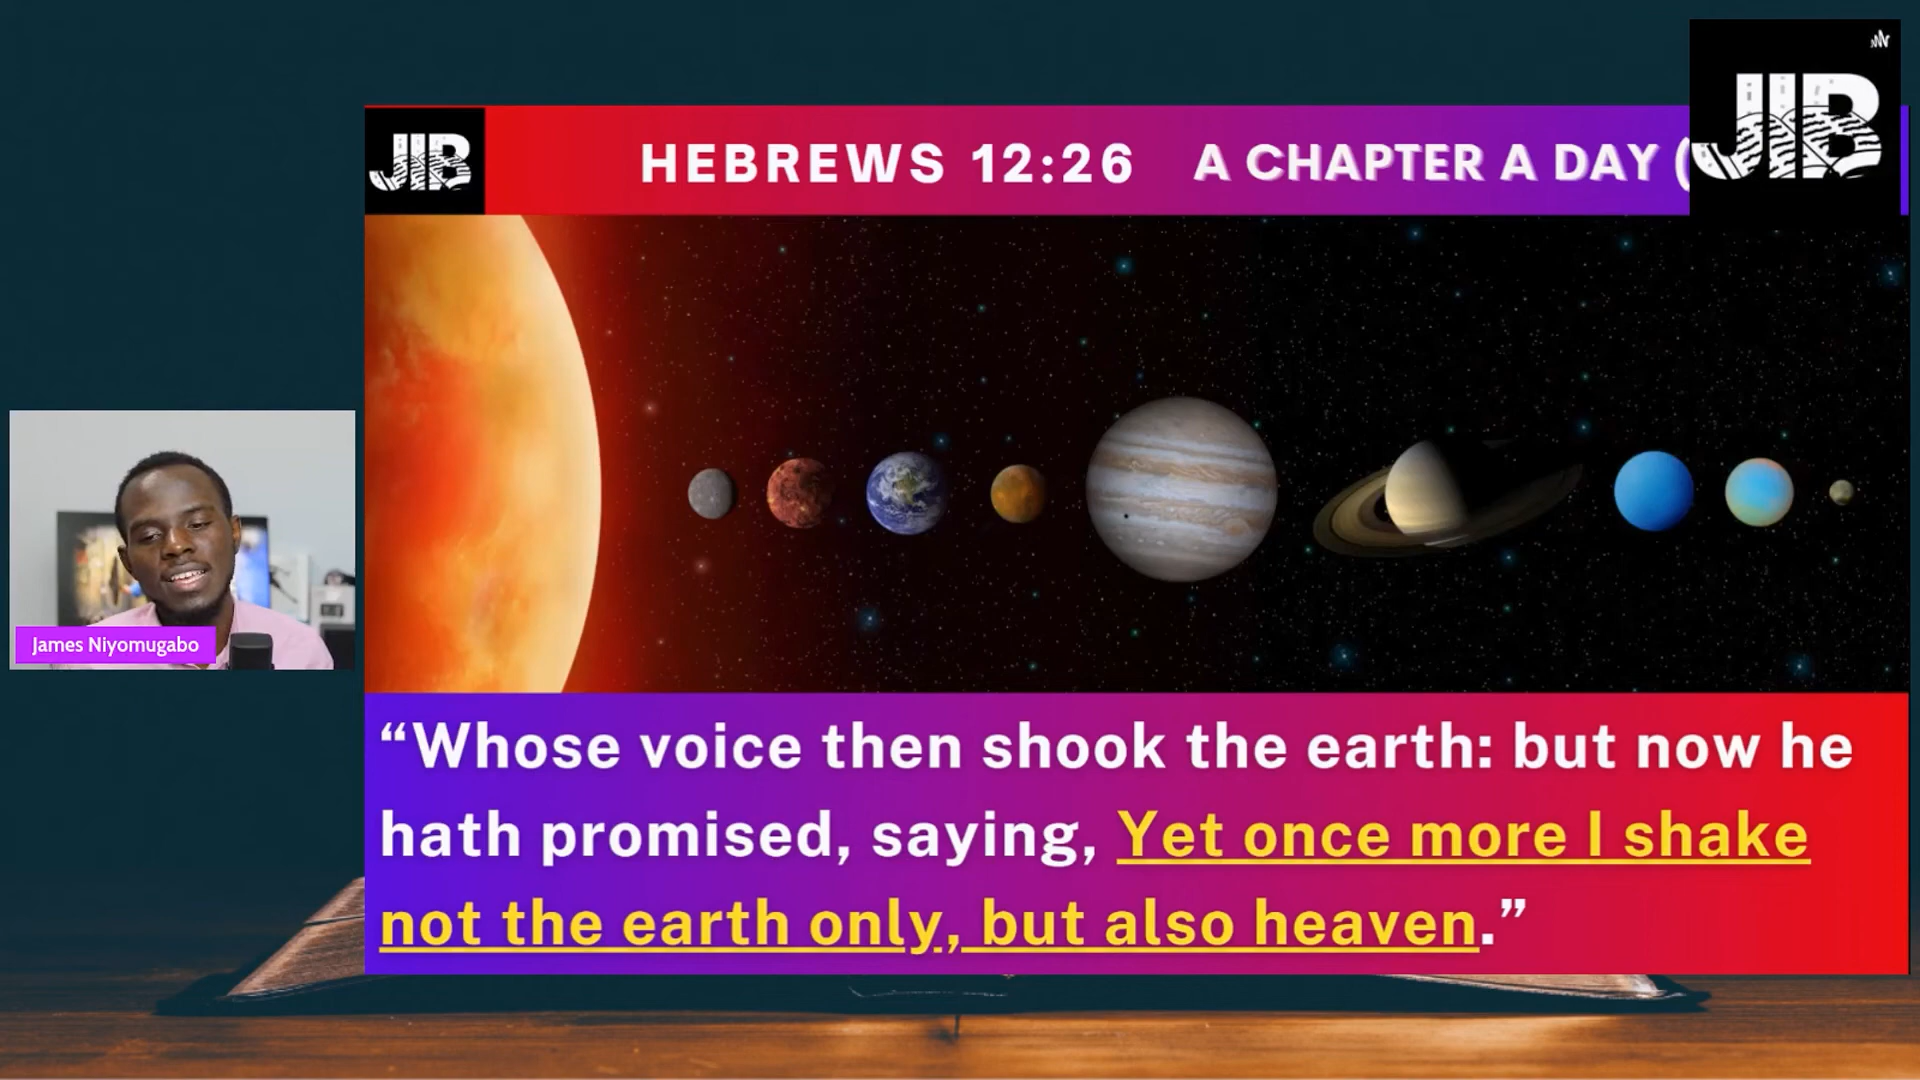 JIB
HEBREWS 12:26 A CHAPTER A DAY (
JIB
James Niyomugabo
“Whose voice then shook the earth: but now he
hath promised, saying, Yet once more I shake
not the earth only, but also heaven.”